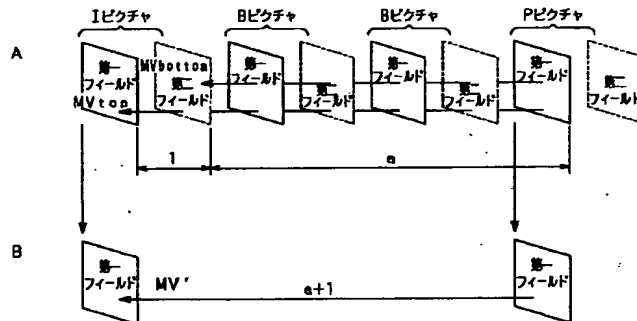 Iピクチャ Bピクチャ Bピクチャ Pピクチャ
A
第一
フィールド
MVtop
MVbottom
第二
フィールド
第一
フィールド
第二
フィールド
第一
フィールド
第二
フィールド
第一
フィールド
第二
フィールド
1
a
B
第一
フィールド
MV'
a+1
第一
フィールド